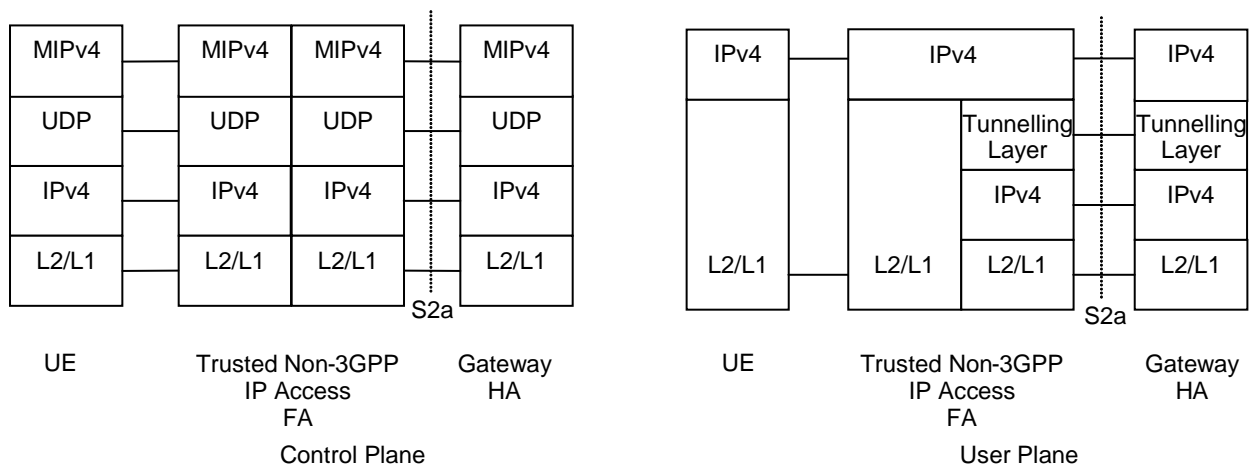 MIPv4 MIPv4 MIPv4 MIPv4
UDP UDP UDP UDP
IPv4 IPv4 IPv4 IPv4
L2/L1 L2/L1 L2/L1 L2/L1
S2a
UE
Trusted Non-3GPP
IP Access
FA
Gateway
HA
Control Plane
IPv4 IPv4 IPv4
Tunnelling
Layer
Tunnelling
Layer
IPv4 IPv4
L2/L1 L2/L1 L2/L1 L2/L1
S2a
UE
Trusted Non-3GPP
IP Access
FA
Gateway
HA
User Plane